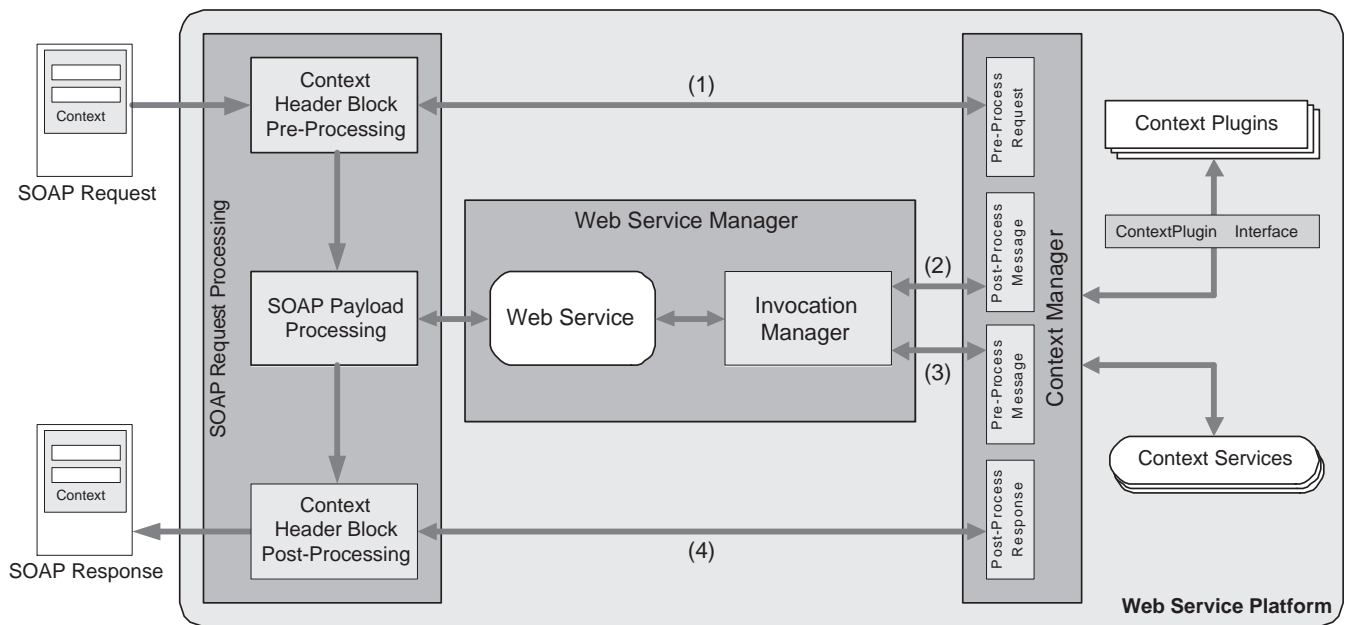 Context
SOAP Request
Context
Header Block
Pre-Processing
(1)
Pre-Process
Request
Context Plugins
SOAP Request Processing
Web Service Manager
SOAP Payload
Processing
Web Service
Invocation
Manager
(2)
Post-Process
Message
(3)
Pre-Process
Message
Context Manager
ContextPlugin Interface
Context Services
Context
SOAP Response
Context
Header Block
Post-Processing
(4)
Post-Process
Response
Web Service Platform